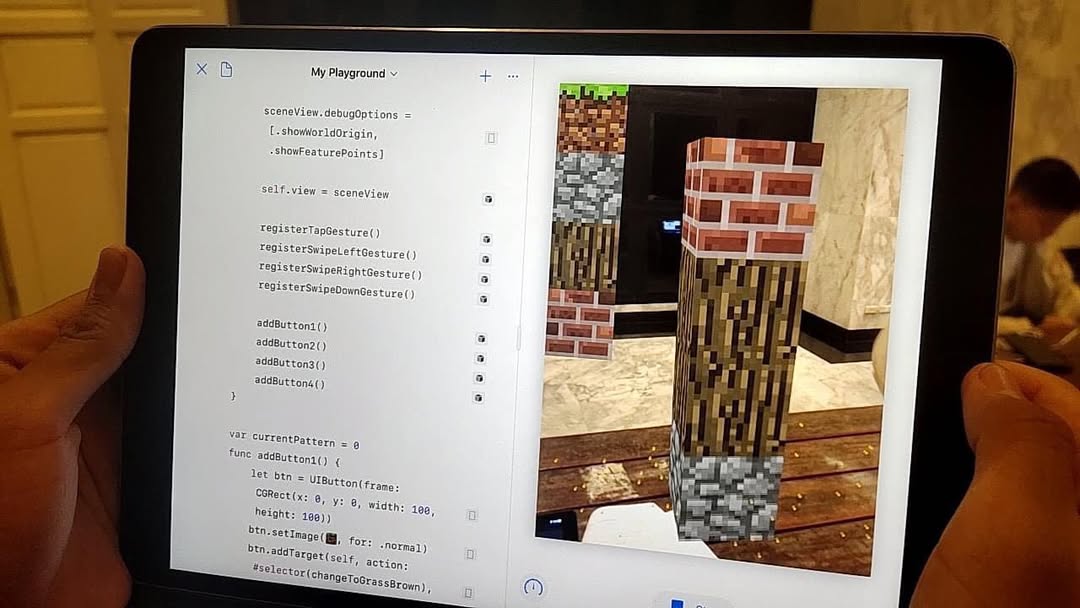 My Playground
sceneView.debugOptions =
[.showWorldOrigin,
.showFeaturePoints]
self.view = sceneView
registerTapGesture()
registerSwipeLeftGesture()
registerSwipeRightGesture()
registerSwipeDownGesture()
addButton1()
addButton2()
addButton3()
addButton4()
}
var currentPattern = 0
func addButton1() {
let btn = UIButton(frame:
CGRect(x: 0, y: 0, width: 100,
height: 100))
btn.setImage( , for: .normal)
btn.addTarget(self, action:
#selector(changeToGrassBrown),